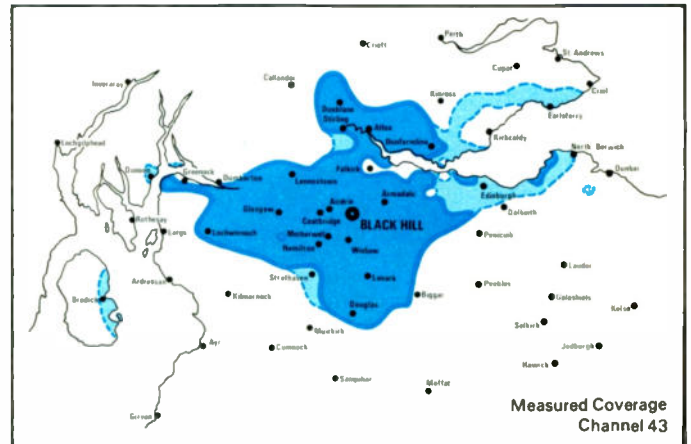 Perth
Crieff
St. Andrews
Cupar
Callander
Inveraray
Kinross
Crail
Dunblane
Earlsferry
Stirling
Alloa
Lochgilphead
Dunfermline
Kirkcaldy
North Berwick
Dunoon
Falkirk
Dunbar
Greenock
Dumbarton
Lennoxtown
Edinburgh
Airdrie
Armadale
Dalkeith
Rothesay
Glasgow
Coatbridge
BLACK HILL
Largs
Lochwinnoch
Motherwell
Penicuik
Hamilton
Wishaw
Lauder
Strathaven
Lanark
Ardrossan
Peebles
Brodick
Kilmarnock
Biggar
Galashiels
Kelso
Douglas
Selkirk
Muirkirk
Ayr
Cumnock
Jedburgh
Hawick
Sanquhar
Moffat
Measured Coverage
Girvan
Channel 43